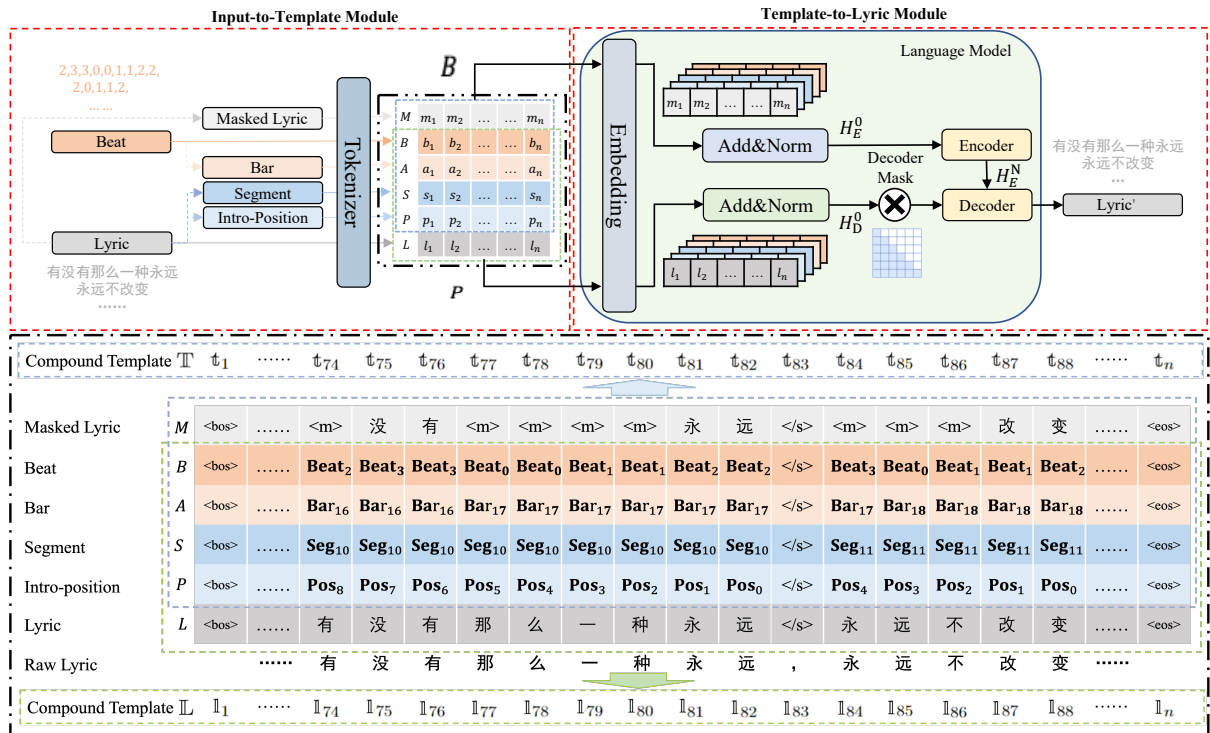 Input-to-Template Module
Template-to-Lyric Module
2,3,3,0,0,1,1,2,2,
2,0,1,1,2,
... ...
Masked Lyric
Beat
Bar
Segment
Intro-Position
Lyric
有没有那么一种永远
永远不改变
……
Tokenizer
B
M m₁ m₂ … … mₙ
B b₁ b₂ … … bₙ
A a₁ a₂ … … aₙ
S s₁ s₂ … … sₙ
P p₁ p₂ … … pₙ
L l₁ l₂ … … lₙ
P
Embedding
Language Model
m₁ m₂ … … mₙ
Add&Norm
H_E^0
Encoder
Decoder
Mask
H_E^N
Add&Norm
H_D^0
Decoder
l₁ l₂ … … lₙ
有没有那么一种永远
永远不改变
…
Lyric'
Compound Template 𝕋 𝕥₁ …… 𝕥₇₄ 𝕥₇₅ 𝕥₇₆ 𝕥₇₇ 𝕥₇₈ 𝕥₇₉ 𝕥₈₀ 𝕥₈₁ 𝕥₈₂ 𝕥₈₃ 𝕥₈₄ 𝕥₈₅ 𝕥₈₆ 𝕥₈₇ 𝕥₈₈ …… 𝕥ₙ
Masked Lyric M <bos> …… <m> 没 有 <m> <m> <m> <m> 永 远 </s> <m> <m> <m> 改 变 …… <eos>
Beat B <bos> …… Beat₂ Beat₃ Beat₃ Beat₀ Beat₀ Beat₁ Beat₁ Beat₂ Beat₂ </s> Beat₃ Beat₀ Beat₁ Beat₁ Beat₂ …… <eos>
Bar A <bos> …… Bar₁₆ Bar₁₆ Bar₁₆ Bar₁₇ Bar₁₇ Bar₁₇ Bar₁₇ Bar₁₇ Bar₁₇ </s> Bar₁₇ Bar₁₈ Bar₁₈ Bar₁₈ Bar₁₈ …… <eos>
Segment S <bos> …… Seg₁₀ Seg₁₀ Seg₁₀ Seg₁₀ Seg₁₀ Seg₁₀ Seg₁₀ Seg₁₀ Seg₁₀ </s> Seg₁₁ Seg₁₁ Seg₁₁ Seg₁₁ Seg₁₁ …… <eos>
Intro-position P <bos> …… Pos₈ Pos₇ Pos₆ Pos₅ Pos₄ Pos₃ Pos₂ Pos₁ Pos₀ </s> Pos₄ Pos₃ Pos₂ Pos₁ Pos₀ …… <eos>
Lyric L <bos> …… 有 没 有 那 么 一 种 永 远 </s> 永 远 不 改 变 …… <eos>
Raw Lyric …… 有 没 有 那 么 一 种 永 远 , 永 远 不 改 变 ……
Compound Template 𝕃 𝕝₁ …… 𝕝₇₄ 𝕝₇₅ 𝕝₇₆ 𝕝₇₇ 𝕝₇₈ 𝕝₇₉ 𝕝₈₀ 𝕝₈₁ 𝕝₈₂ 𝕝₈₃ 𝕝₈₄ 𝕝₈₅ 𝕝₈₆ 𝕝₈₇ 𝕝₈₈ …… 𝕝ₙ